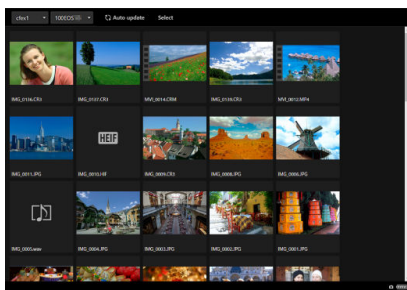 cfex1 100EOS Auto update Select
IMG_0136.CR3 IMG_0137.CR3 MVI_0014.CRM IMG_0139.CR3 MVI_0012.MP4
HEIF
IMG_0011.JPG IMG_0010.HIF IMG_0009.CR3 IMG_0008.JPG IMG_0006.JPG
IMG_0005.wav IMG_0004.JPG IMG_0003.JPG IMG_0002.JPG IMG_0001.JPG